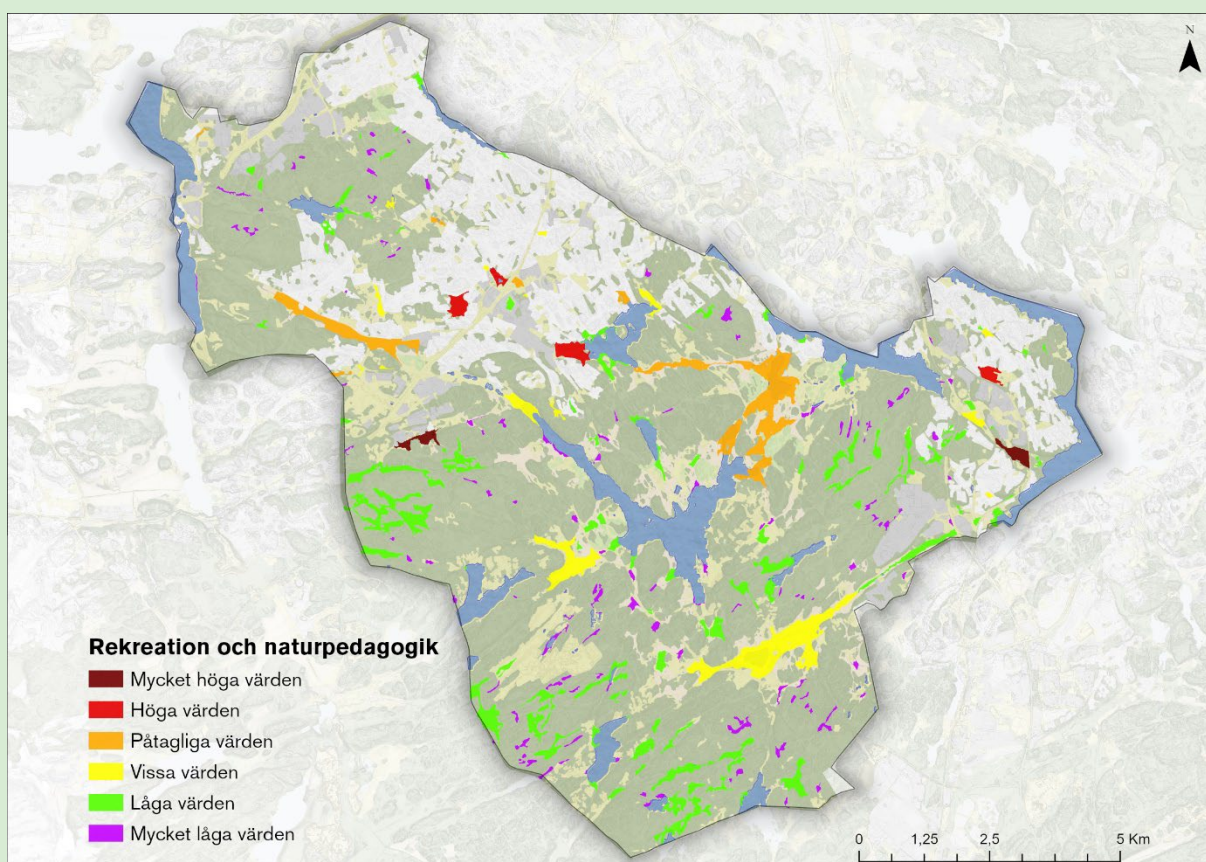 N
Rekreation och naturpedagogik
Mycket höga värden
Höga värden
Påtagliga värden
Vissa värden
Låga värden
Mycket låga värden
0 1,25 2,5 5 Km